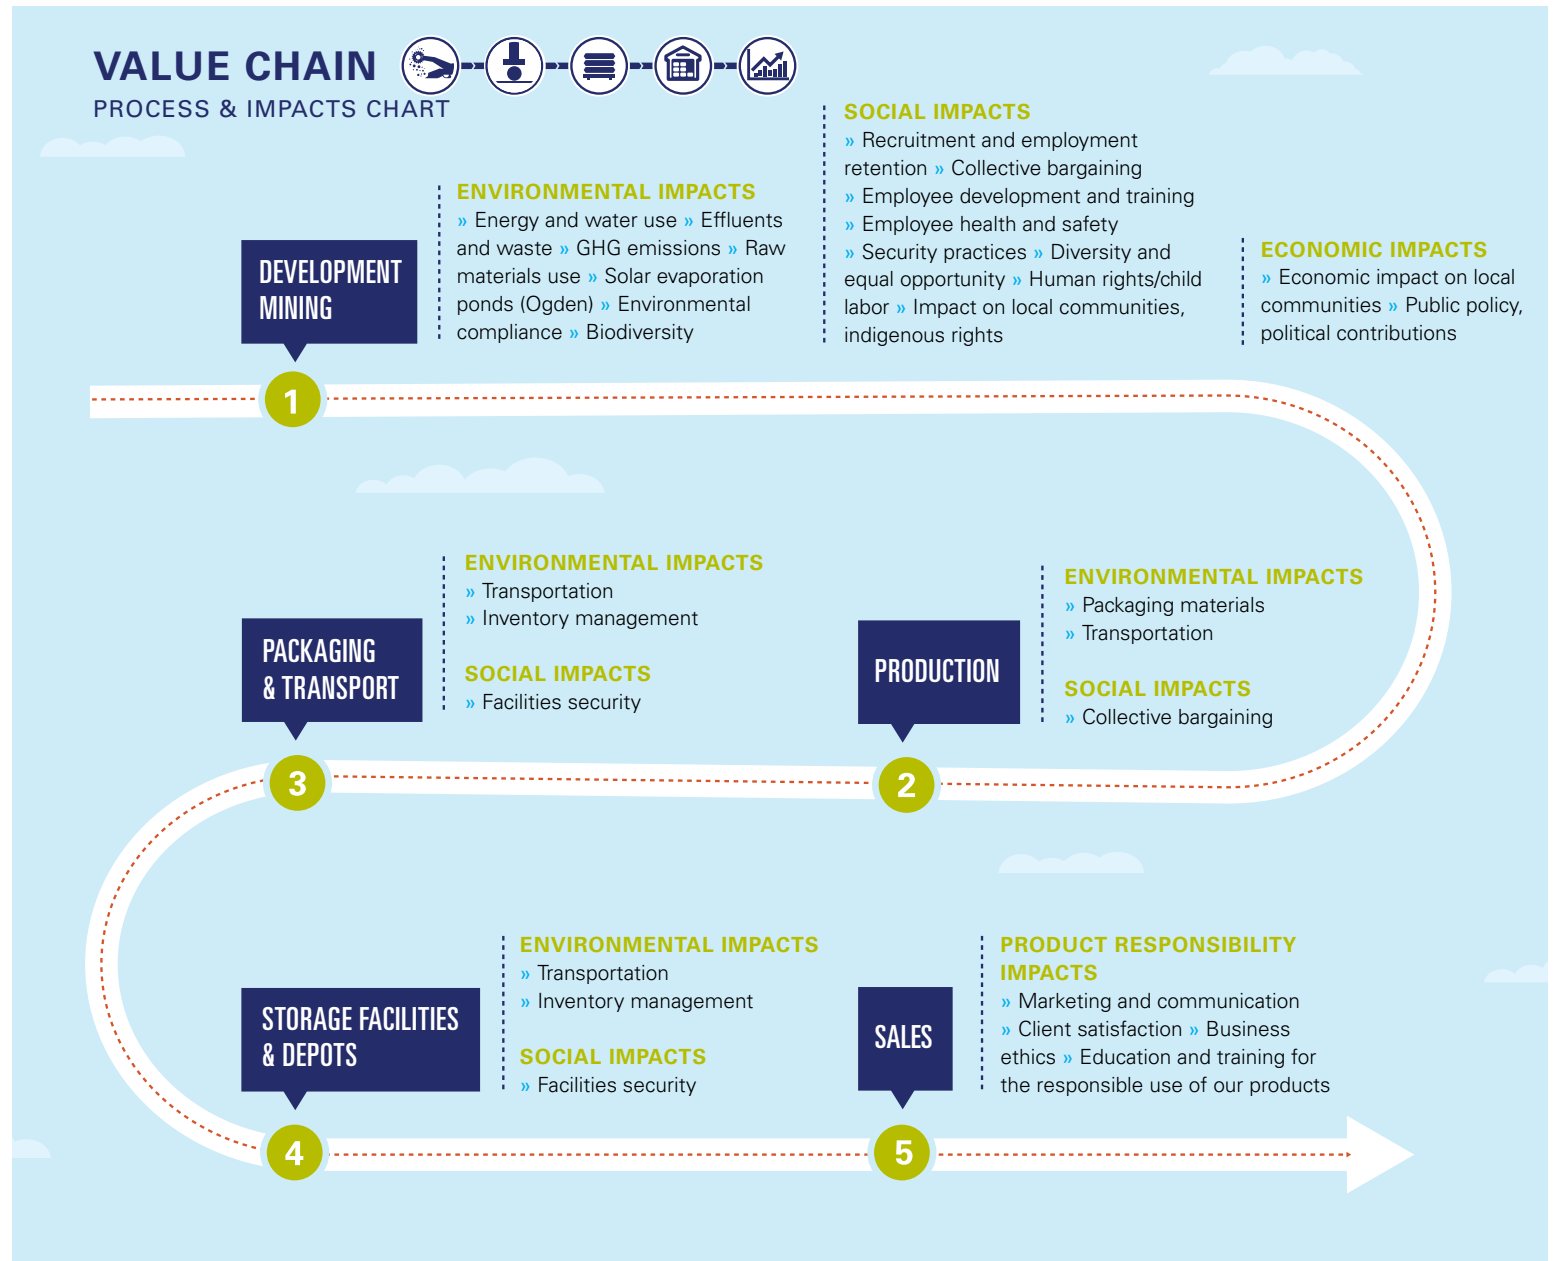 VALUE CHAIN
PROCESS & IMPACTS CHART
DEVELOPMENT
MINING
1
ENVIRONMENTAL IMPACTS
» Energy and water use » Effluents
and waste » GHG emissions » Raw
materials use » Solar evaporation
ponds (Ogden) » Environmental
compliance » Biodiversity
SOCIAL IMPACTS
» Recruitment and employment
retention » Collective bargaining
» Employee development and training
» Employee health and safety
» Security practices » Diversity and
equal opportunity » Human rights/child
labor » Impact on local communities,
indigenous rights
ECONOMIC IMPACTS
» Economic impact on local
communities » Public policy,
political contributions
PRODUCTION
2
ENVIRONMENTAL IMPACTS
» Packaging materials
» Transportation
SOCIAL IMPACTS
» Collective bargaining
PACKAGING
& TRANSPORT
3
ENVIRONMENTAL IMPACTS
» Transportation
» Inventory management
SOCIAL IMPACTS
» Facilities security
STORAGE FACILITIES
& DEPOTS
4
ENVIRONMENTAL IMPACTS
» Transportation
» Inventory management
SOCIAL IMPACTS
» Facilities security
SALES
5
PRODUCT RESPONSIBILITY
IMPACTS
» Marketing and communication
» Client satisfaction » Business
ethics » Education and training for
the responsible use of our products